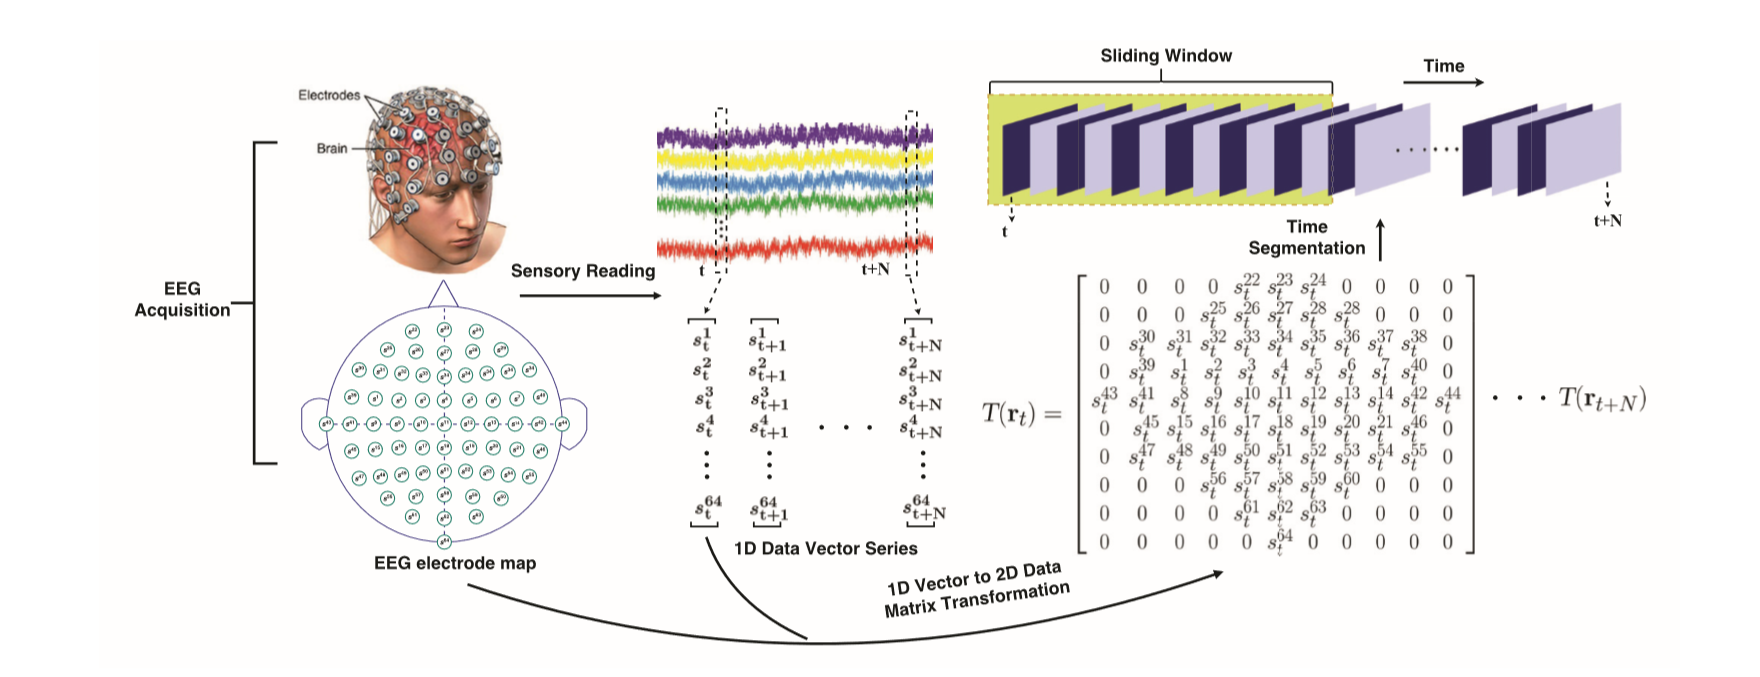 Electrodes
Brain
EEG
Acquisition
EEG electrode map
Sensory Reading
t
t+N
s_t^1 s_{t+1}^1 s_{t+N}^1
s_t^2 s_{t+1}^2 s_{t+N}^2
s_t^3 s_{t+1}^3 s_{t+N}^3
s_t^4 s_{t+1}^4 · · · s_{t+N}^4
s_t^64 s_{t+1}^64 s_{t+N}^64
1D Data Vector Series
1D Vector to 2D Data
Matrix Transformation
Sliding Window
Time
t
t+N
Time
Segmentation
T(r_t) =
0 0 0 0 s_t^22 s_t^23 s_t^24 0 0 0 0
0 0 0 s_t^25 s_t^26 s_t^27 s_t^28 s_t^28 0 0 0
0 s_t^30 s_t^31 s_t^32 s_t^33 s_t^34 s_t^35 s_t^36 s_t^37 s_t^38 0
0 s_t^39 s_t^1 s_t^2 s_t^3 s_t^4 s_t^5 s_t^6 s_t^7 s_t^40 0
s_t^43 s_t^41 s_t^8 s_t^9 s_t^10 s_t^11 s_t^12 s_t^13 s_t^14 s_t^42 s_t^44
0 s_t^45 s_t^15 s_t^16 s_t^17 s_t^18 s_t^19 s_t^20 s_t^21 s_t^46 0
0 s_t^47 s_t^48 s_t^49 s_t^50 s_t^51 s_t^52 s_t^53 s_t^54 s_t^55 0
0 0 0 s_t^56 s_t^57 s_t^58 s_t^59 s_t^60 0 0 0
0 0 0 0 s_t^61 s_t^62 s_t^63 0 0 0 0
0 0 0 0 0 s_t^64 0 0 0 0 0
· · · T(r_{t+N})